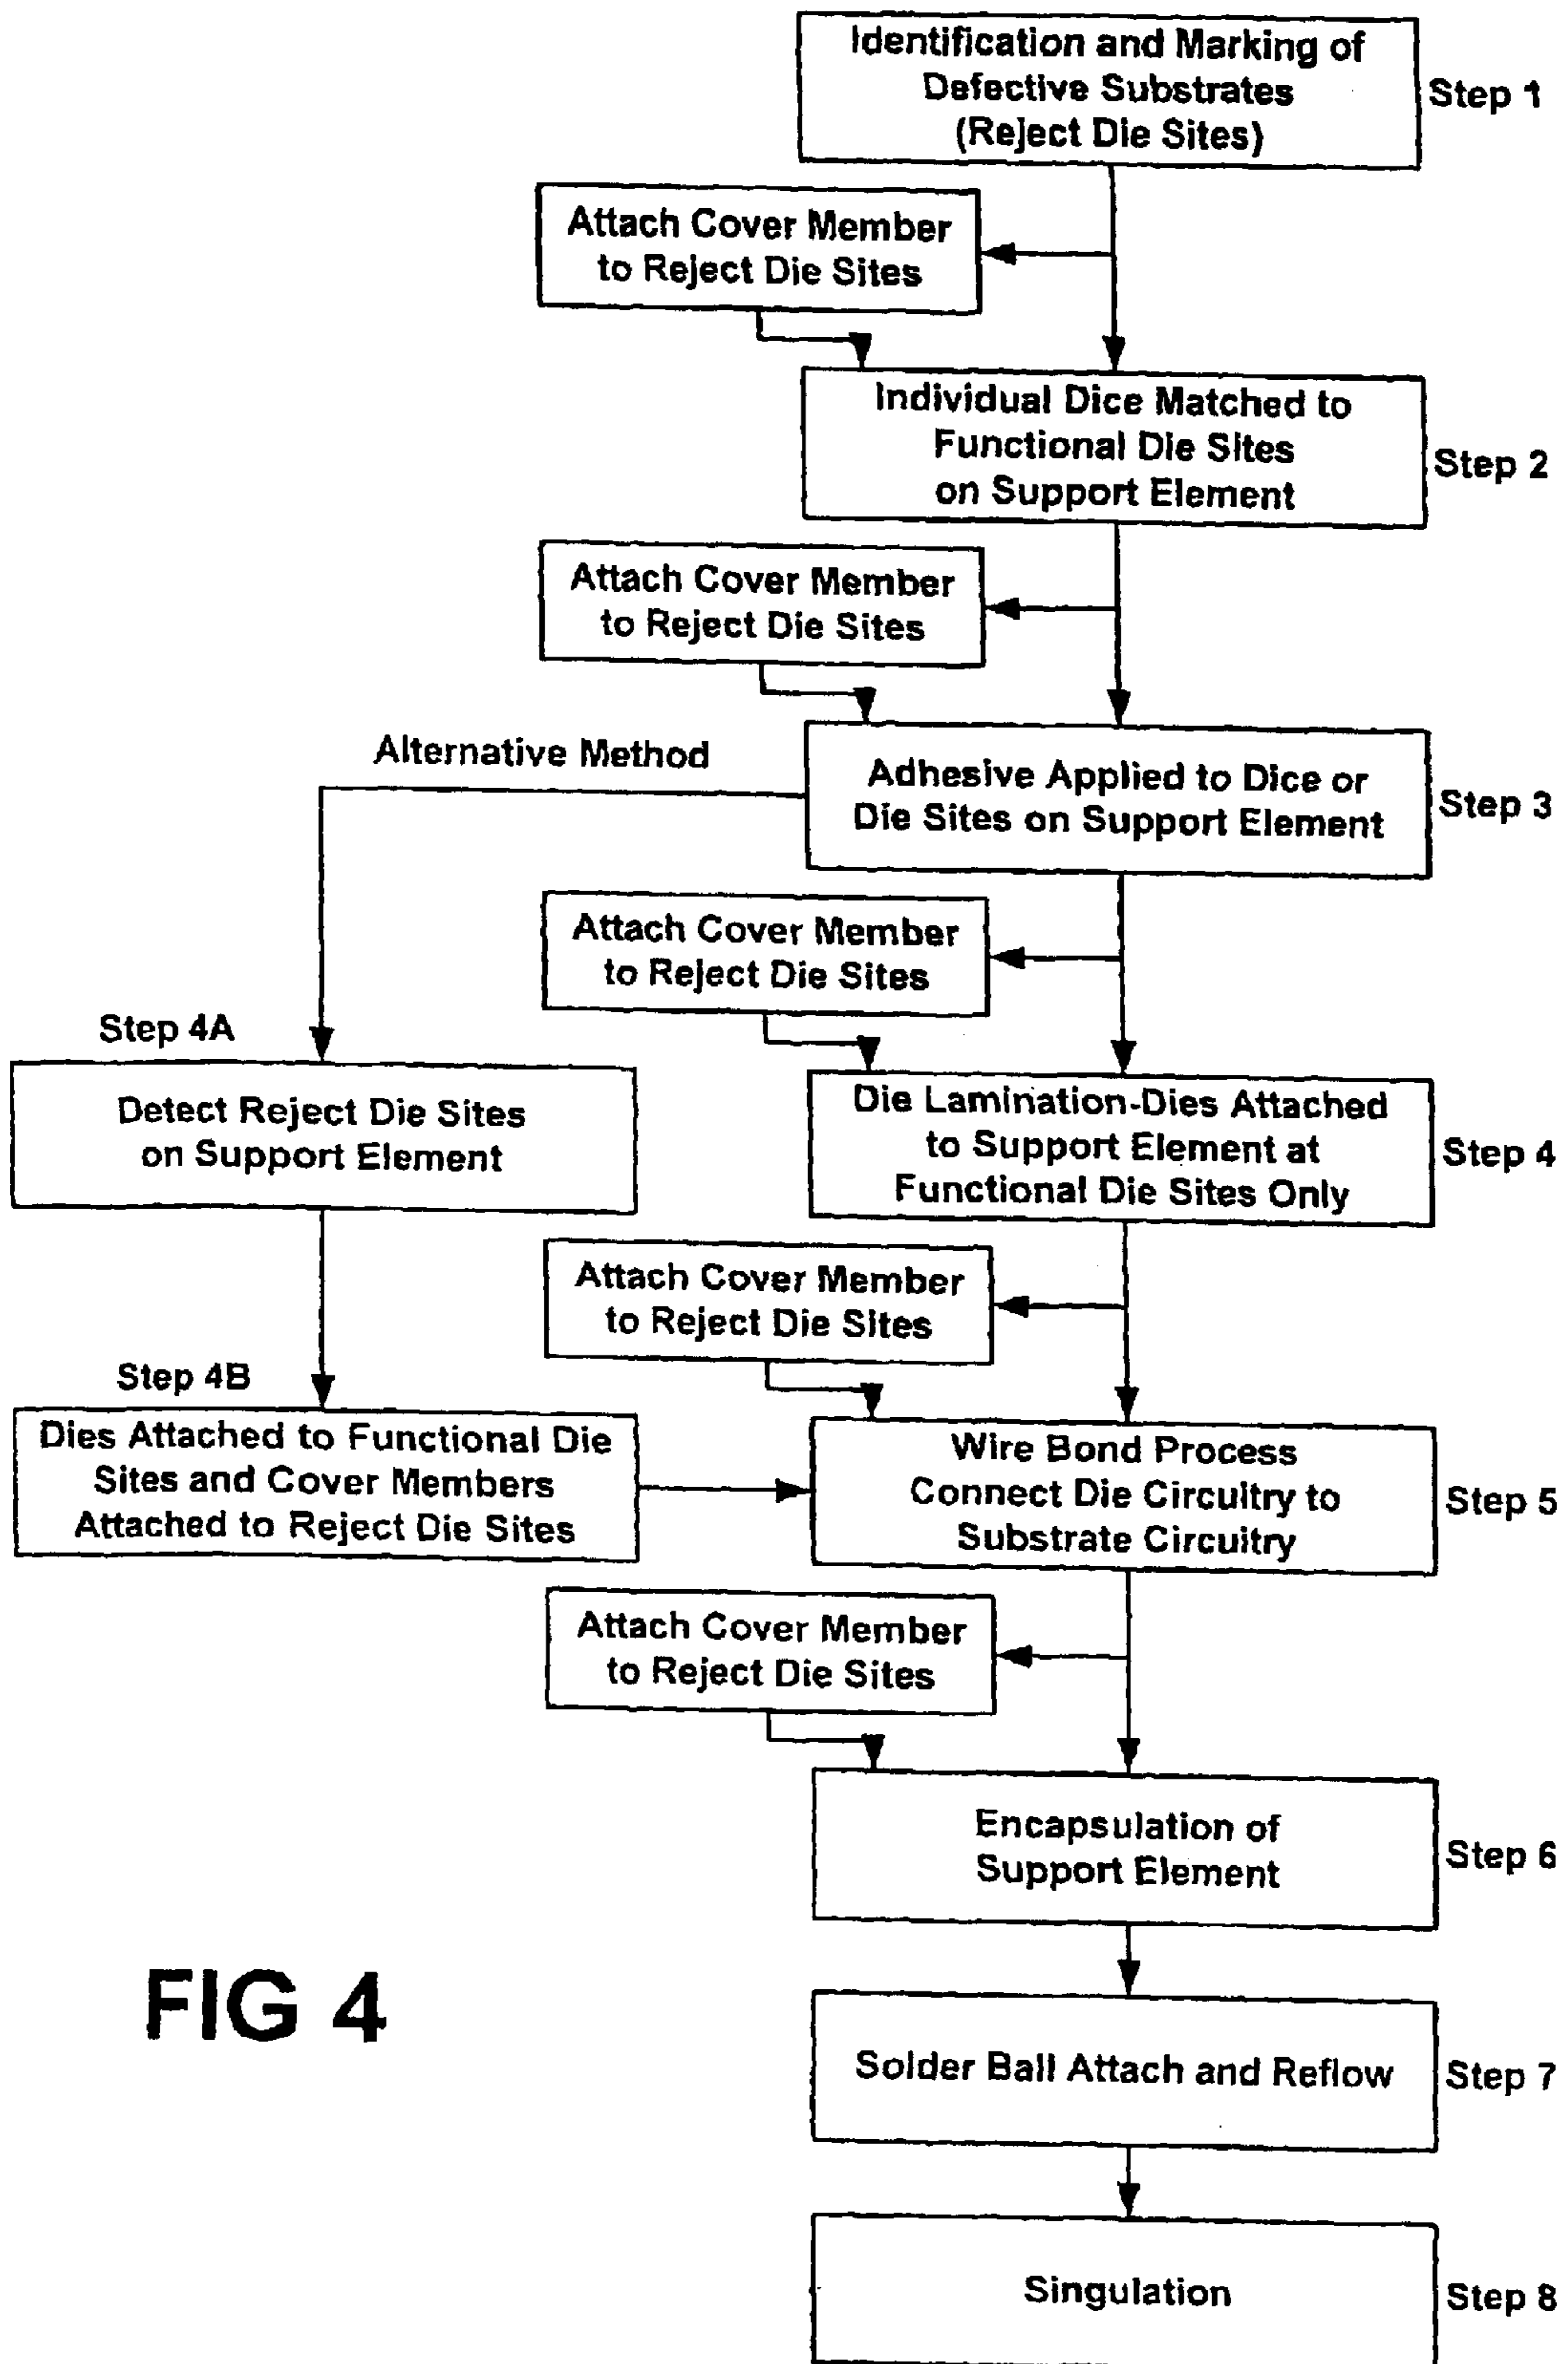 Identification and Marking of
Defective Substrates
(Reject Die Sites)
Step 1
Attach Cover Member
to Reject Die Sites
Individual Dice Matched to
Functional Die Sites
on Support Element
Step 2
Attach Cover Member
to Reject Die Sites
Alternative Method
Adhesive Applied to Dice or
Die Sites on Support Element
Step 3
Attach Cover Member
to Reject Die Sites
Step 4A
Detect Reject Die Sites
on Support Element
Die Lamination-Dies Attached
to Support Element at
Functional Die Sites Only
Step 4
Attach Cover Member
to Reject Die Sites
Step 4B
Dies Attached to Functional Die
Sites and Cover Members
Attached to Reject Die Sites
Wire Bond Process
Connect Die Circuitry to
Substrate Circuitry
Step 5
Attach Cover Member
to Reject Die Sites
Encapsulation of
Support Element
Step 6
FIG 4
Solder Ball Attach and Reflow
Step 7
Singulation
Step 8